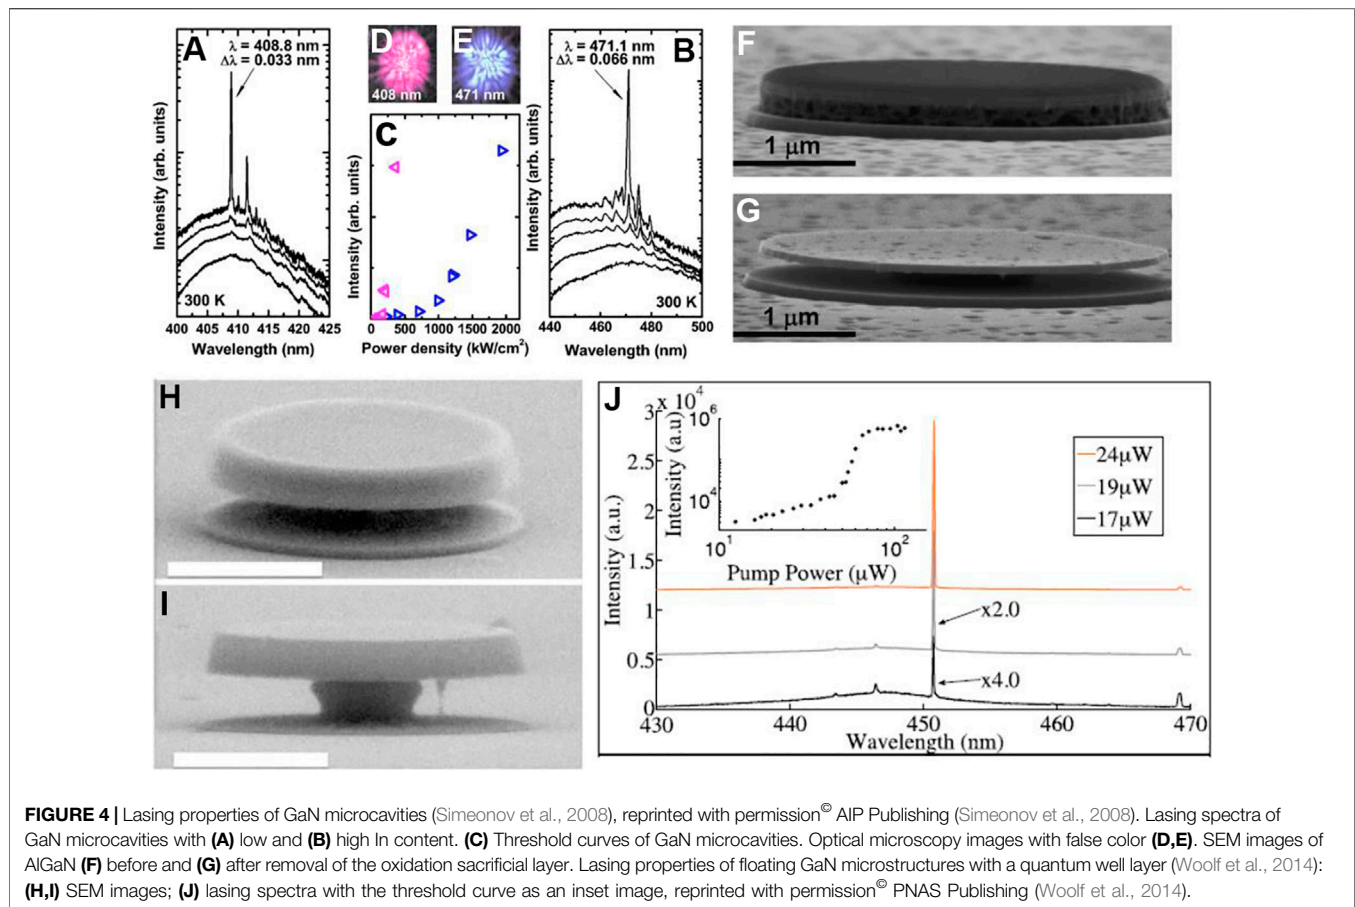 A
λ = 408.8 nm
Δλ = 0.033 nm
Intensity (arb. units)
300 K
400 405 410 415 420 425
Wavelength (nm)
D
408 nm
E
471 nm
C
Intensity (arb. units)
0 500 1000 1500 2000
Power density (kW/cm²)
B
λ = 471.1 nm
Δλ = 0.066 nm
Intensity (arb. units)
300 K
440 460 480 500
Wavelength (nm)
F
1 μm
G
1 μm
H
I
J
x 10⁴
3
2.5
2
1.5
1
0.5
0
Intensity (a.u.)
430 440 450 460 470
Wavelength (nm)
10⁶
10⁴
Intensity (a.u)
10¹ 10²
Pump Power (μW)
24μW
19μW
17μW
x2.0
x4.0
FIGURE 4 | Lasing properties of GaN microcavities (Simeonov et al., 2008), reprinted with permission© AIP Publishing (Simeonov et al., 2008). Lasing spectra of
GaN microcavities with (A) low and (B) high In content. (C) Threshold curves of GaN microcavities. Optical microscopy images with false color (D,E). SEM images of
AlGaN (F) before and (G) after removal of the oxidation sacrificial layer. Lasing properties of floating GaN microstructures with a quantum well layer (Woolf et al., 2014):
(H,I) SEM images; (J) lasing spectra with the threshold curve as an inset image, reprinted with permission© PNAS Publishing (Woolf et al., 2014).